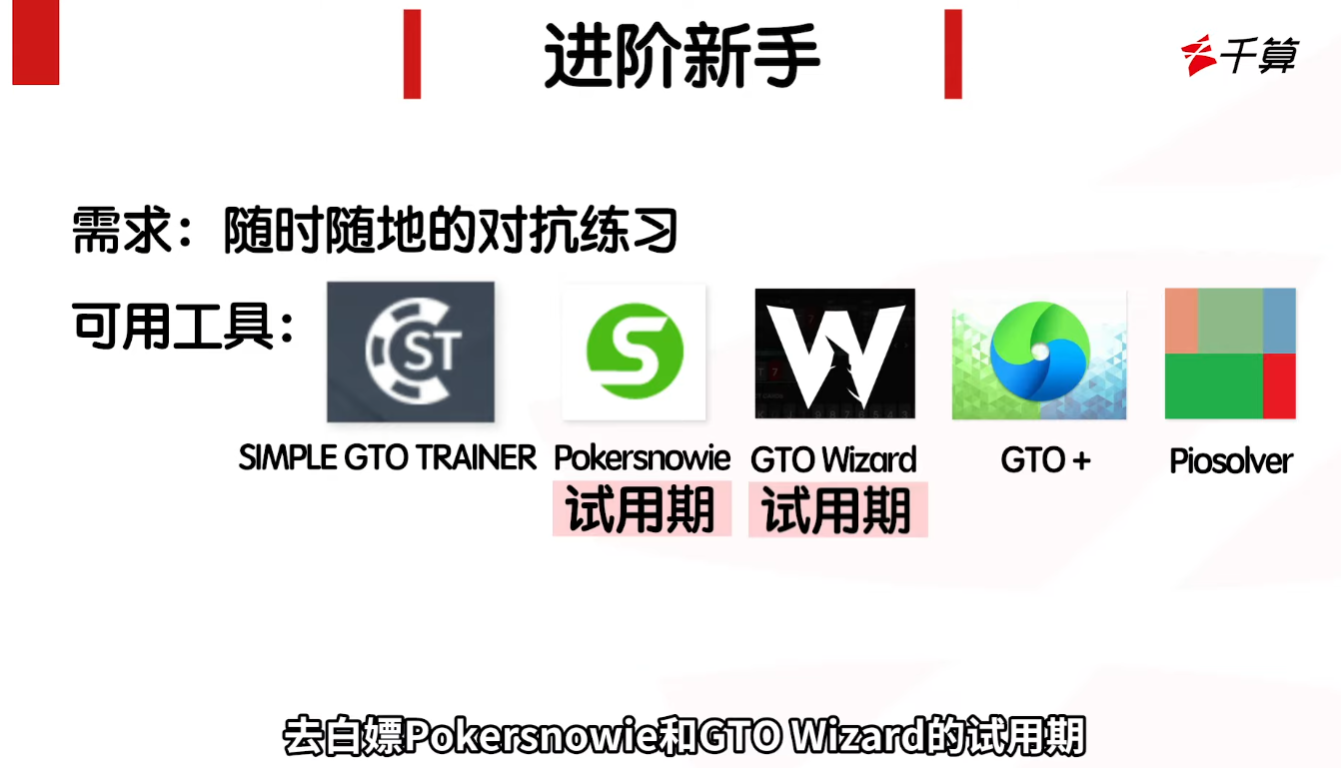 进阶新手
千算
需求：随时随地的对抗练习
可用工具：
ST
S
W
SIMPLE GTO TRAINER
Pokersnowie
GTO Wizard
GTO +
Piosolver
试用期
试用期
去白嫖Pokersnowie和GTO Wizard的试用期